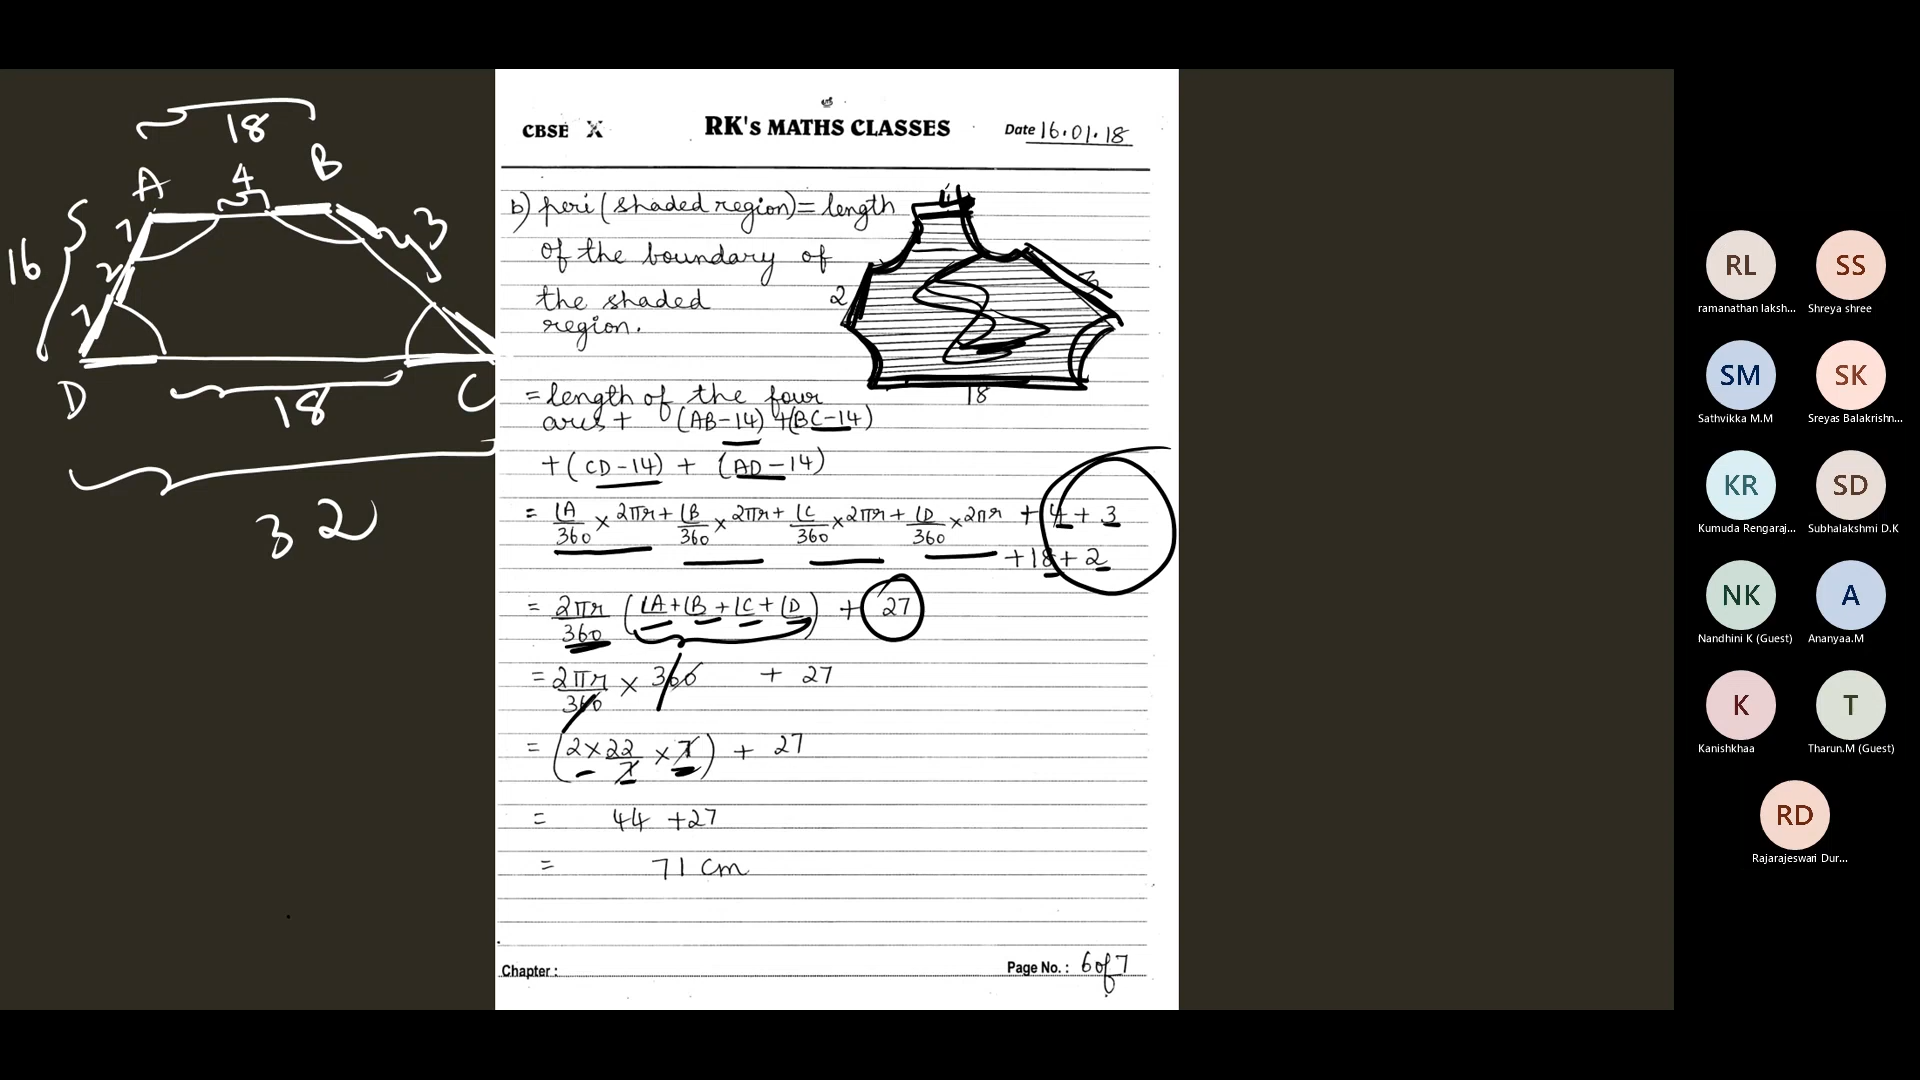 18
A
4
B
7
3
16
2
7
D
18
C
32
CBSE X
RK's MATHS CLASSES
Date 16.01.18
b) peri (shaded region) = length
of the boundary of
the shaded
region.
4
2
3
18
= length of the four
arcs + (AB-14) + (BC-14)
+ (CD-14) + (AD-14)
= ∠A/360 × 2πr + ∠B/360 × 2πr + ∠C/360 × 2πr + ∠D/360 × 2πr + 4 + 3
+ 18 + 2
= 2πr/360 (∠A + ∠B + ∠C + ∠D) + 27
= 2πr/360 × 360 + 27
= (2 × 22/7 × 7) + 27
= 44 + 27
= 71 cm
Chapter :
Page No. : 6 of 7
RL
SS
ramanathan laksh...
Shreya shree
SM
SK
Sathvikka M.M
Sreyas Balakrishn...
KR
SD
Kumuda Rengaraj...
Subhalakshmi D.K
NK
A
Nandhini K (Guest)
Ananyaa.M
K
T
Kanishkhaa
Tharun.M (Guest)
RD
Rajarajeswari Dur...